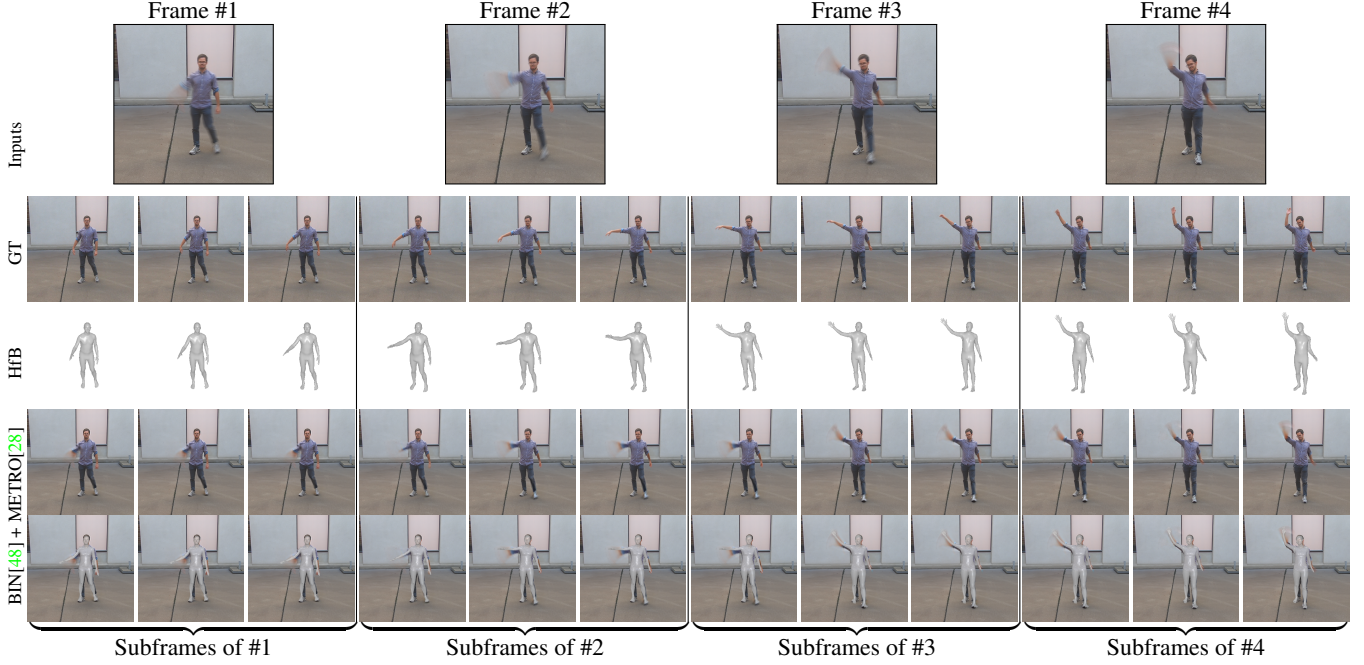 Frame #1
Frame #2
Frame #3
Frame #4
Inputs
GT
HfB
BIN[48] + METRO[28]
Subframes of #1
Subframes of #2
Subframes of #3
Subframes of #4